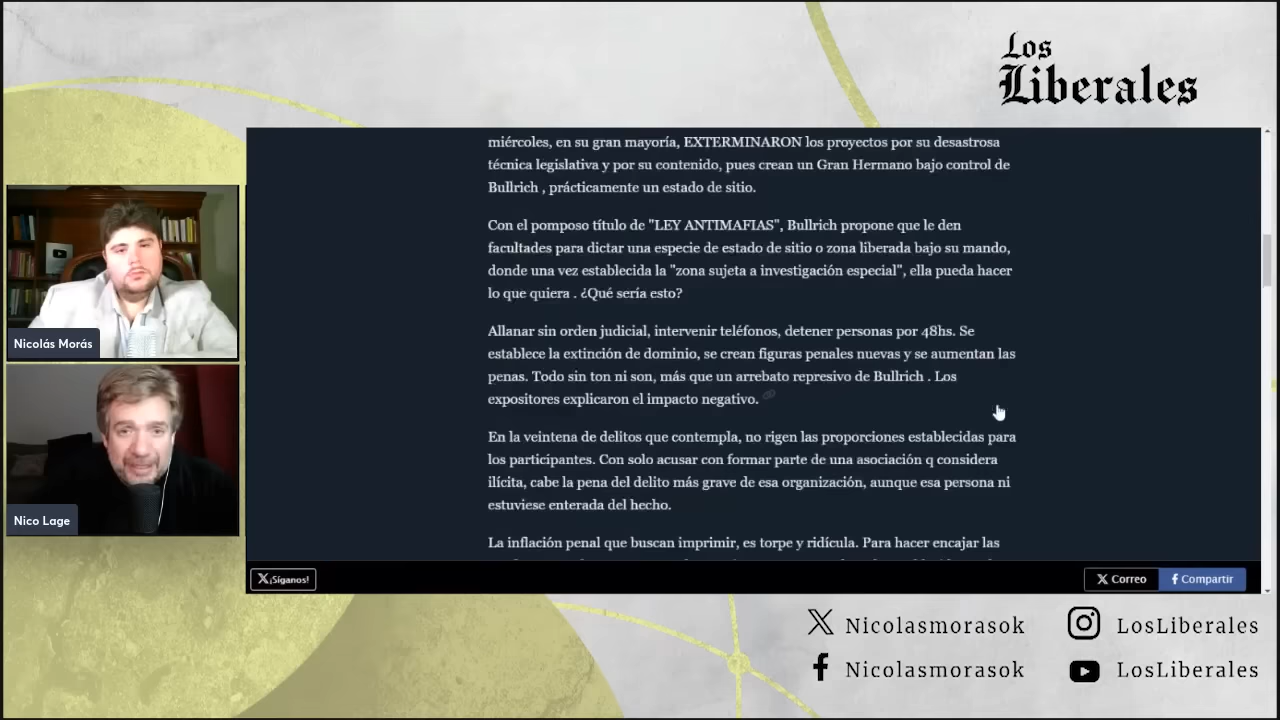 Los
Liberales
miércoles, en su gran mayoría, EXTERMINARON los proyectos por su desastrosa
técnica legislativa y por su contenido, pues crean un Gran Hermano bajo control de
Bullrich , prácticamente un estado de sitio.
Con el pomposo título de "LEY ANTIMAFIAS", Bullrich propone que le den
facultades para dictar una especie de estado de sitio o zona liberada bajo su mando,
donde una vez establecida la "zona sujeta a investigación especial", ella pueda hacer
lo que quiera . ¿Qué sería esto?
Allanar sin orden judicial, intervenir teléfonos, detener personas por 48hs. Se
establece la extinción de dominio, se crean figuras penales nuevas y se aumentan las
penas. Todo sin ton ni son, más que un arrebato represivo de Bullrich . Los
expositores explicaron el impacto negativo.
En la veintena de delitos que contempla, no rigen las proporciones establecidas para
los partícipantes. Con solo acusar con formar parte de una asociación q considera
ilícita, cabe la pena del delito más grave de esa organización, aunque esa persona ni
estuviese enterada del hecho.
La inflación penal que buscan imprimir, es torpe y ridícula. Para hacer encajar las
Nicolás Morás
Nico Lage
¡Síganos!
Correo
Compartir
Nicolasmorasok
LosLiberales
Nicolasmorasok
LosLiberales